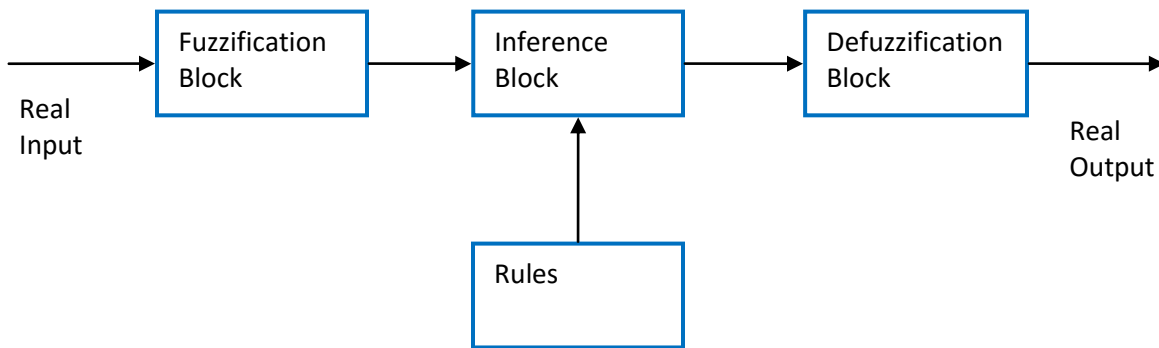 Fuzzification
Block
Inference
Block
Defuzzification
Block
Real
Input
Real
Output
Rules